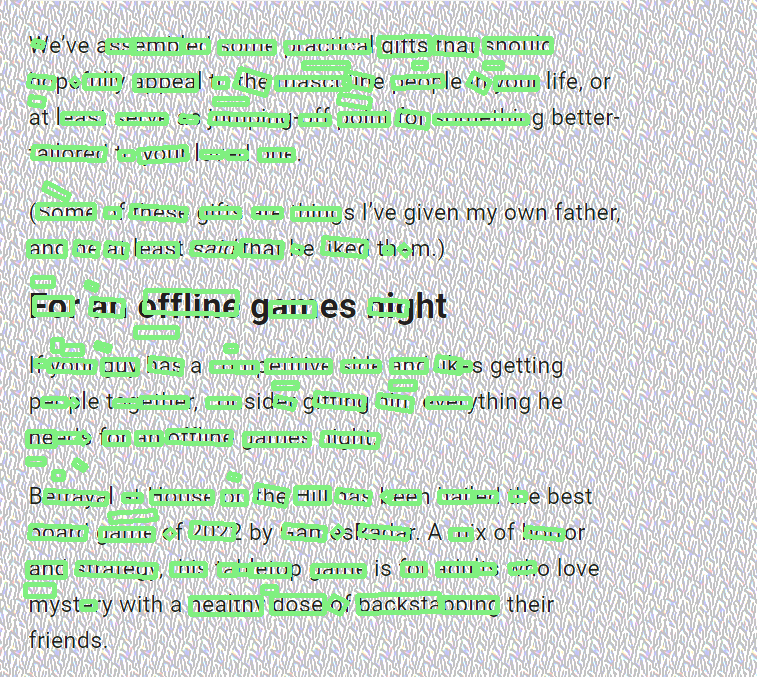 We've assembled some practical gifts that should
hopefully appeal to the masculine people in your life, or
at least serve as jumping-off point for something better-
tailored to your loved one.
(Some of these gifts are things I've given my own father,
and he at least said that he liked them.)
For an offline games night
If your guy has a competitive side and likes getting
people together, consider gifting him everything he
needs for an offline games night.
Betrayal at House on the Hill has been hailed the best
board game of 2022 by GamesRadar. A mix of horror
and strategy, this tabletop game is for adults who love
mystery with a healthy dose of backstabbing their
friends.